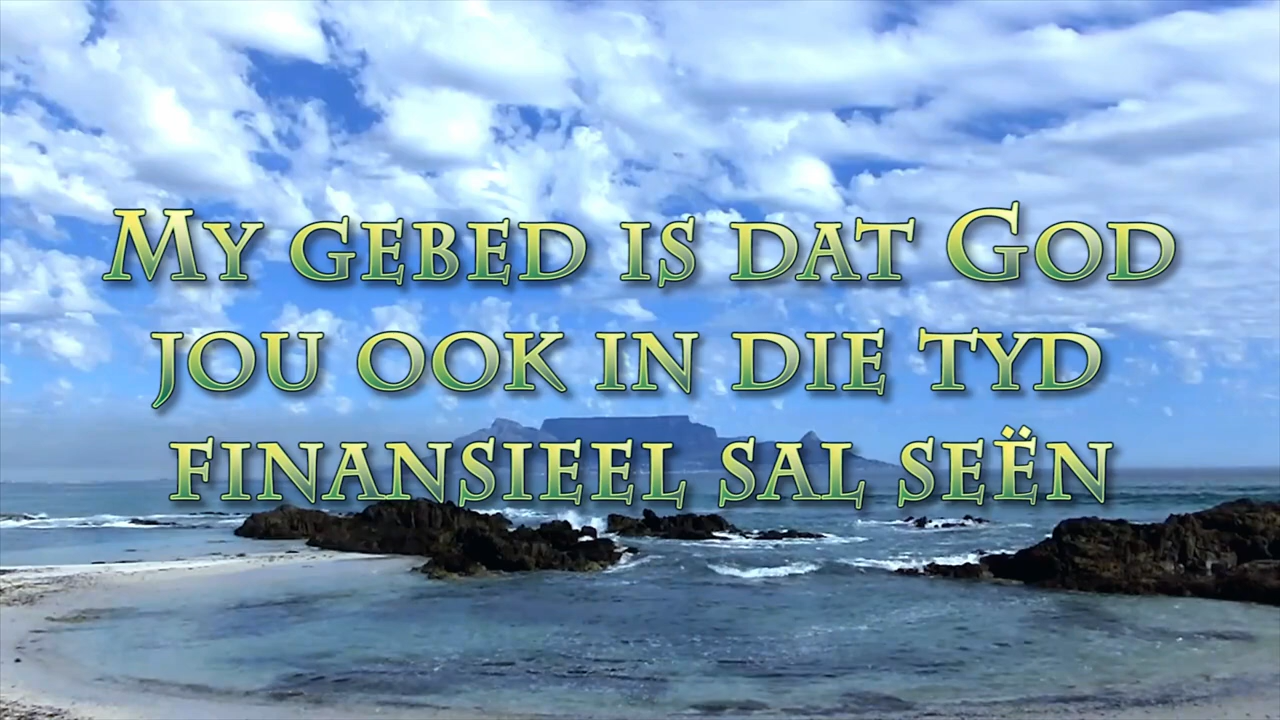 My gebed is dat God
jou ook in die tyd
finansieel sal seën